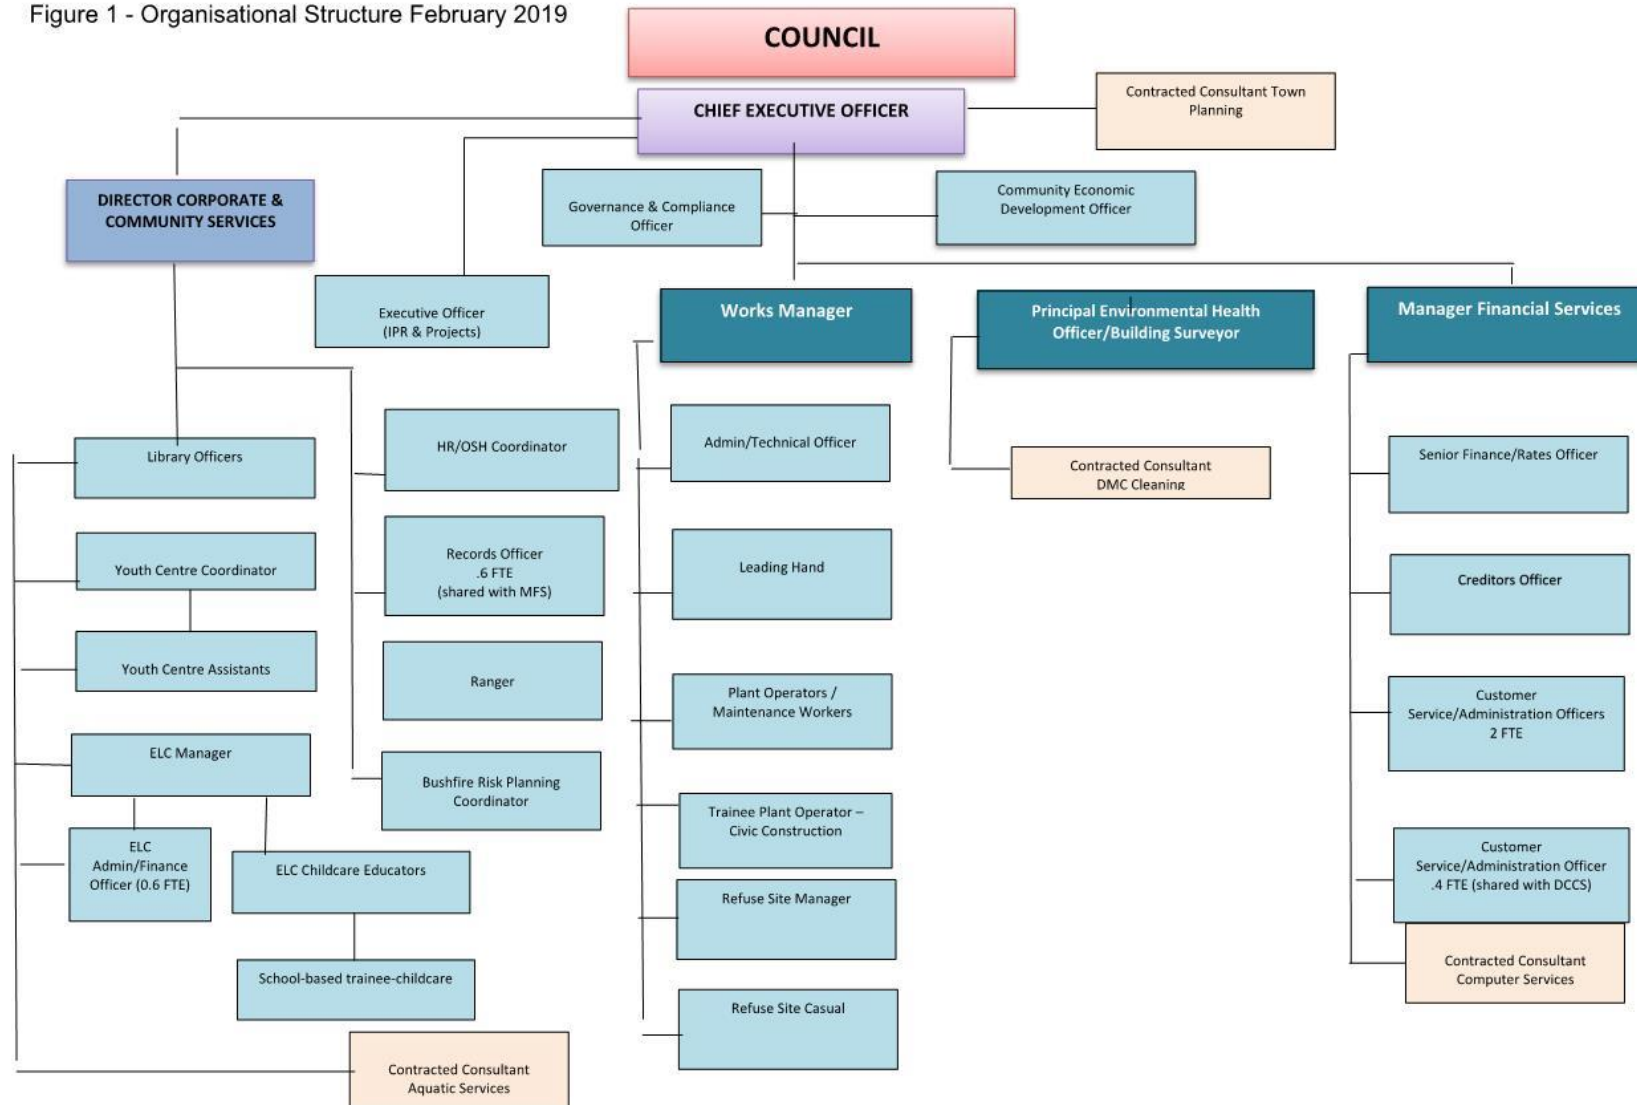 Figure 1 - Organisational Structure February 2019
COUNCIL
CHIEF EXECUTIVE OFFICER
Contracted Consultant Town
Planning
DIRECTOR CORPORATE &
COMMUNITY SERVICES
Governance & Compliance
Officer
Community Economic
Development Officer
Executive Officer
(IPR & Projects)
Works Manager
Principal Environmental Health
Officer/Building Surveyor
Manager Financial Services
Library Officers
Youth Centre Coordinator
Youth Centre Assistants
ELC Manager
ELC
Admin/Finance
Officer (0.6 FTE)
ELC Childcare Educators
School-based trainee-childcare
Contracted Consultant
Aquatic Services
HR/OSH Coordinator
Records Officer
.6 FTE
(shared with MFS)
Ranger
Bushfire Risk Planning
Coordinator
Admin/Technical Officer
Leading Hand
Plant Operators /
Maintenance Workers
Trainee Plant Operator –
Civic Construction
Refuse Site Manager
Refuse Site Casual
Contracted Consultant
DMC Cleaning
Senior Finance/Rates Officer
Creditors Officer
Customer
Service/Administration Officers
2 FTE
Customer
Service/Administration Officer
.4 FTE (shared with DCCS)
Contracted Consultant
Computer Services